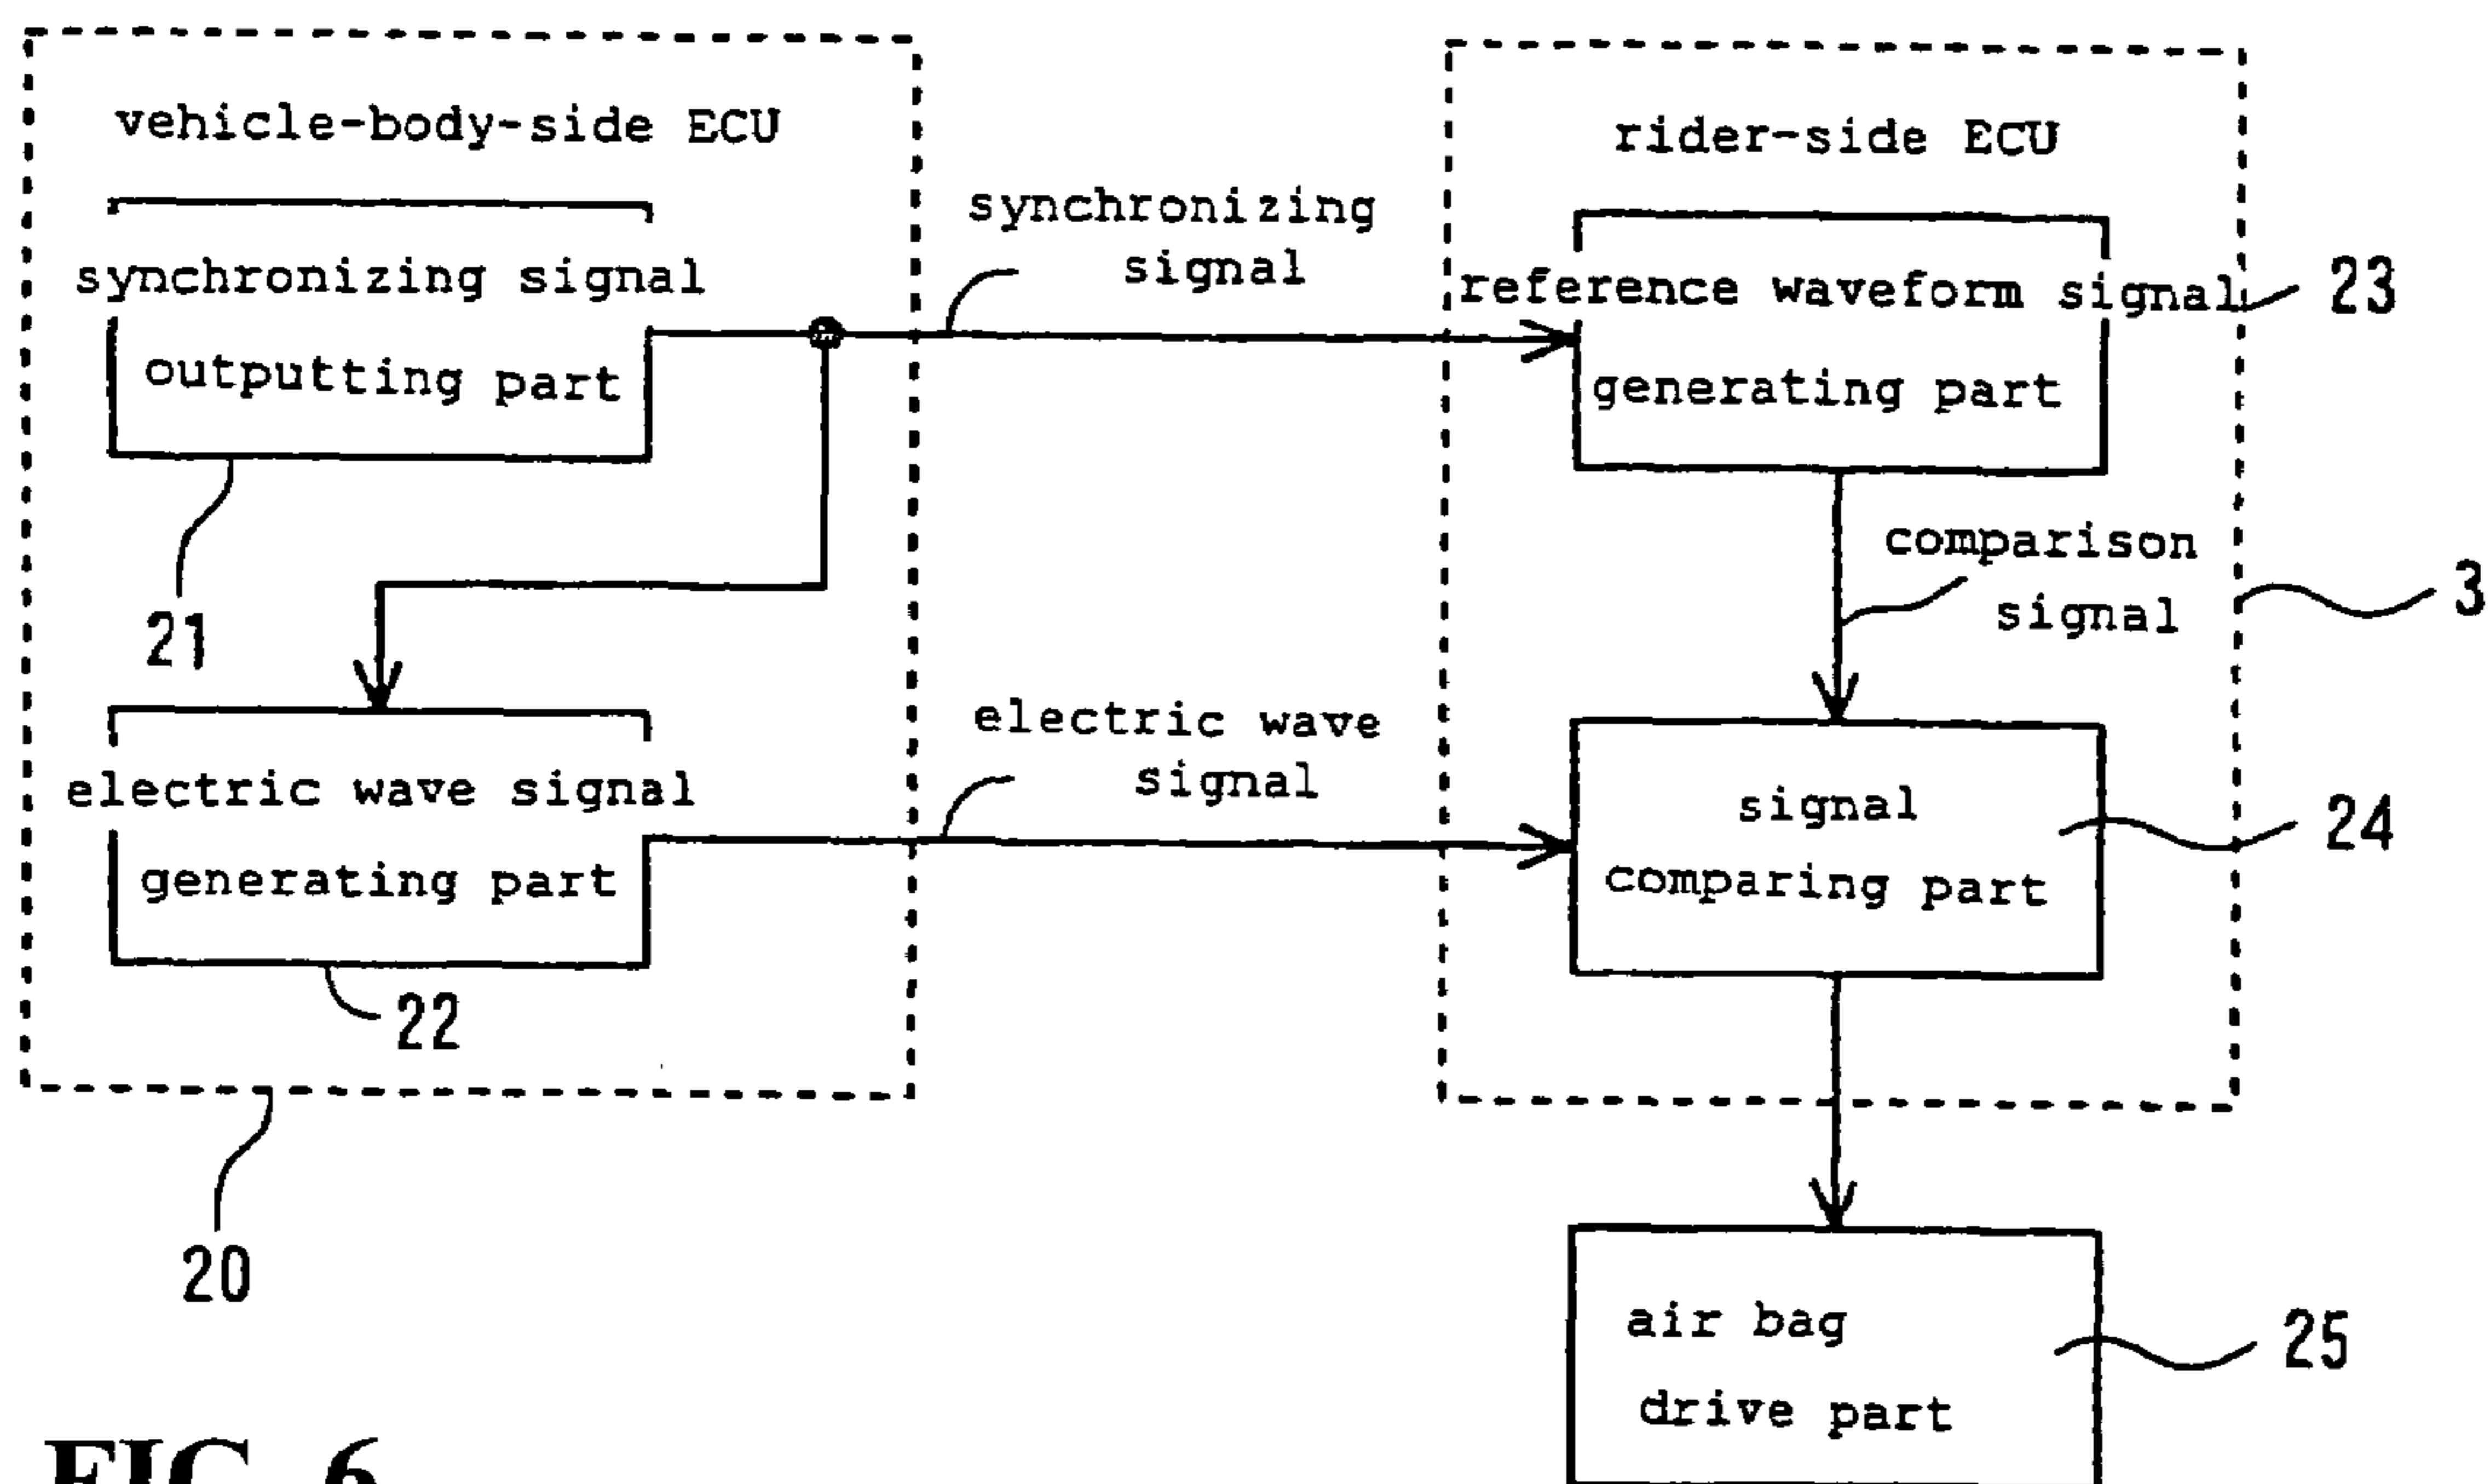 vehicle-body-side ECU
synchronizing signal
outputting part
21
electric wave signal
generating part
22
20
synchronizing
signal
electric wave
signal
rider-side ECU
reference waveform signal
generating part
23
comparison
signal
3
signal
comparing part
24
air bag
drive part
25
FIG. 6